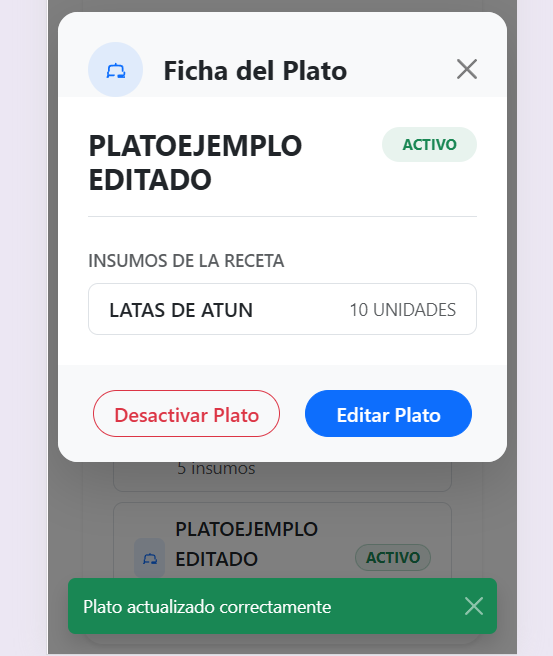 Ficha del Plato
PLATOEJEMPLO
EDITADO
ACTIVO
INSUMOS DE LA RECETA
LATAS DE ATUN 10 UNIDADES
Desactivar Plato Editar Plato
5 insumos
PLATOEJEMPLO
EDITADO
ACTIVO
Plato actualizado correctamente